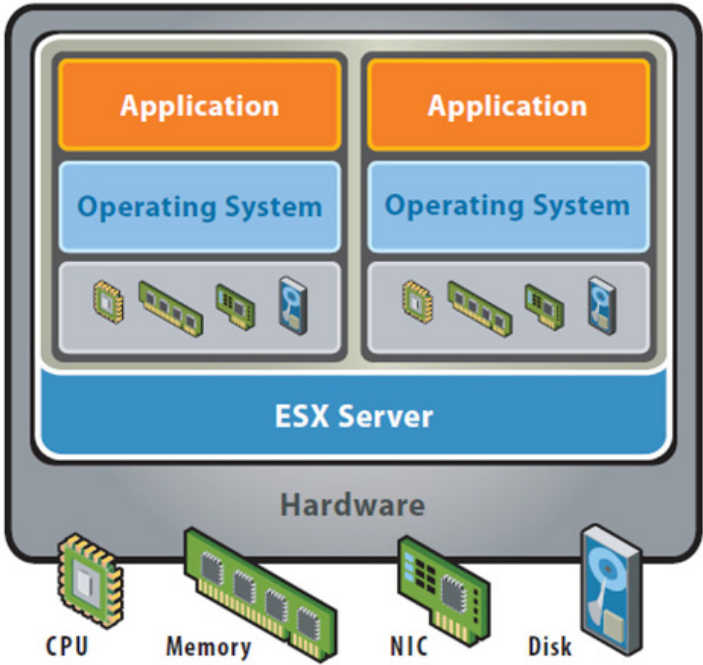 Application
Application
Operating System
Operating System
ESX Server
Hardware
CPU
Memory
NIC
Disk